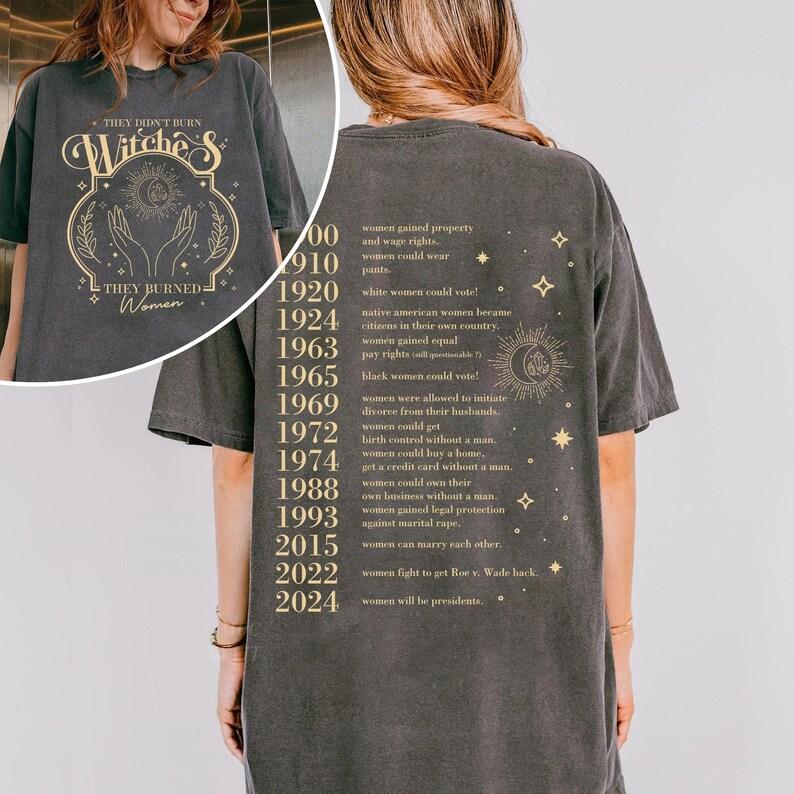 THEY DIDN'T BURN
Witches
THEY BURNED
Women
women gained property
and wage rights.
1910 women could wear
pants.
1920 white women could vote!
1924 native american women became
citizens in their own country.
1963 women gained equal
pay rights (still questionable ?)
1965 black women could vote!
1969 women were allowed to initiate
divorce from their husbands.
1972 women could get
birth control without a man.
1974 women could buy a home,
get a credit card without a man.
1988 women could own their
own business without a man.
1993 women gained legal protection
against marital rape.
2015 women can marry each other.
2022 women fight to get Roe v. Wade back.
2024 women will be presidents.